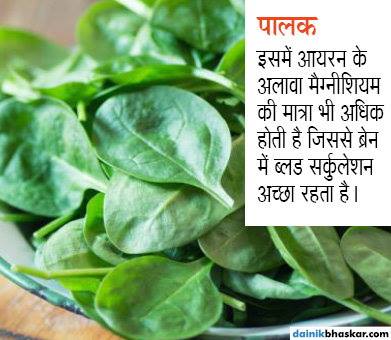 पालक
इसमें आयरन के
अलावा मैग्नीशियम
की मात्रा भी अधिक
होती है जिससे ब्रेन
में ब्लड सर्कुलेशन
अच्छा रहता है।
dainikbhaskar.com